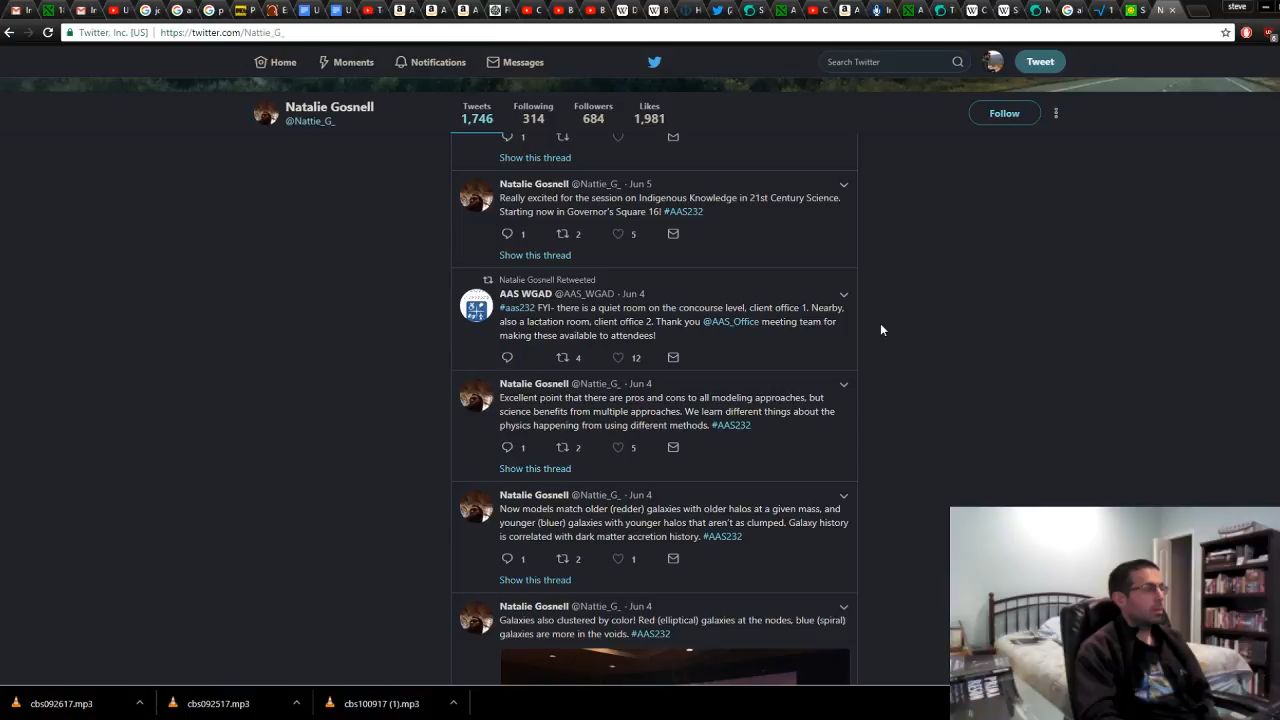 steve
Twitter, Inc. [US] https://twitter.com/Nattie_G_
Home Moments Notifications Messages Search Twitter Tweet
Natalie Gosnell
@Nattie_G_
Tweets Following Followers Likes
1,746 314 684 1,981
Follow
1
Show this thread
Natalie Gosnell @Nattie_G_ · Jun 5
Really excited for the session on Indigenous Knowledge in 21st Century Science.
Starting now in Governor's Square 16! #AAS232
1 2 5
Show this thread
Natalie Gosnell Retweeted
AAS WGAD @AAS_WGAD · Jun 4
#aas232 FYI- there is a quiet room on the concourse level, client office 1. Nearby,
also a lactation room, client office 2. Thank you @AAS_Office meeting team for
making these available to attendees!
4 12
Natalie Gosnell @Nattie_G_ · Jun 4
Excellent point that there are pros and cons to all modeling approaches, but
science benefits from multiple approaches. We learn different things about the
physics happening from using different methods. #AAS232
1 2 5
Show this thread
Natalie Gosnell @Nattie_G_ · Jun 4
Now models match older (redder) galaxies with older halos at a given mass, and
younger (bluer) galaxies with younger halos that aren't as clumped. Galaxy history
is correlated with dark matter accretion history. #AAS232
1 2 1
Show this thread
Natalie Gosnell @Nattie_G_ · Jun 4
Galaxies also clustered by color! Red (elliptical) galaxies at the nodes, blue (spiral)
galaxies are more in the voids. #AAS232
cbs092617.mp3 cbs092517.mp3 cbs100917 (1).mp3